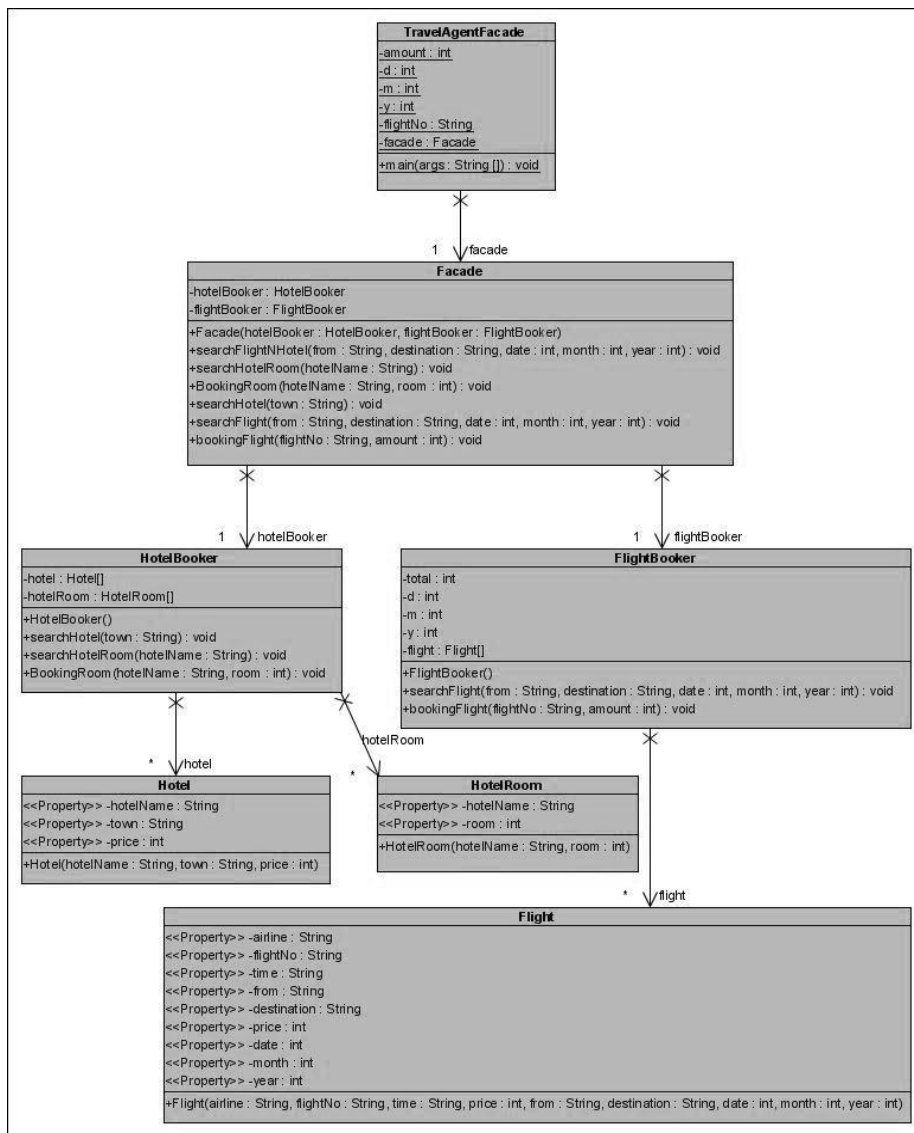 TravelAgentFacade
-amount : int
-d : int
-m : int
-y : int
-flightNo : String
-facade : Facade
+main(args : String []) : void
1 facade
Facade
-hotelBooker : HotelBooker
-flightBooker : FlightBooker
+Facade(hotelBooker : HotelBooker, flightBooker : FlightBooker)
+searchFlightNHotel(from : String, destination : String, date : int, month : int, year : int) : void
+searchHotelRoom(hotelName : String) : void
+BookingRoom(hotelName : String, room : int) : void
+searchHotel(town : String) : void
+searchFlight(from : String, destination : String, date : int, month : int, year : int) : void
+bookingFlight(flightNo : String, amount : int) : void
1 hotelBooker
1 flightBooker
HotelBooker
-hotel : Hotel[]
-hotelRoom : HotelRoom[]
+HotelBooker()
+searchHotel(town : String) : void
+searchHotelRoom(hotelName : String) : void
+BookingRoom(hotelName : String, room : int) : void
FlightBooker
-total : int
-d : int
-m : int
-y : int
-flight : Flight[]
+FlightBooker()
+searchFlight(from : String, destination : String, date : int, month : int, year : int) : void
+bookingFlight(flightNo : String, amount : int) : void
* hotel
hotelRoom
*
Hotel
<<Property>> -hotelName : String
<<Property>> -town : String
<<Property>> -price : int
+Hotel(hotelName : String, town : String, price : int)
HotelRoom
<<Property>> -hotelName : String
<<Property>> -room : int
+HotelRoom(hotelName : String, room : int)
* flight
Flight
<<Property>> -airline : String
<<Property>> -flightNo : String
<<Property>> -time : String
<<Property>> -from : String
<<Property>> -destination : String
<<Property>> -price : int
<<Property>> -date : int
<<Property>> -month : int
<<Property>> -year : int
+Flight(airline : String, flightNo : String, time : String, price : int, from : String, destination : String, date : int, month : int, year : int)